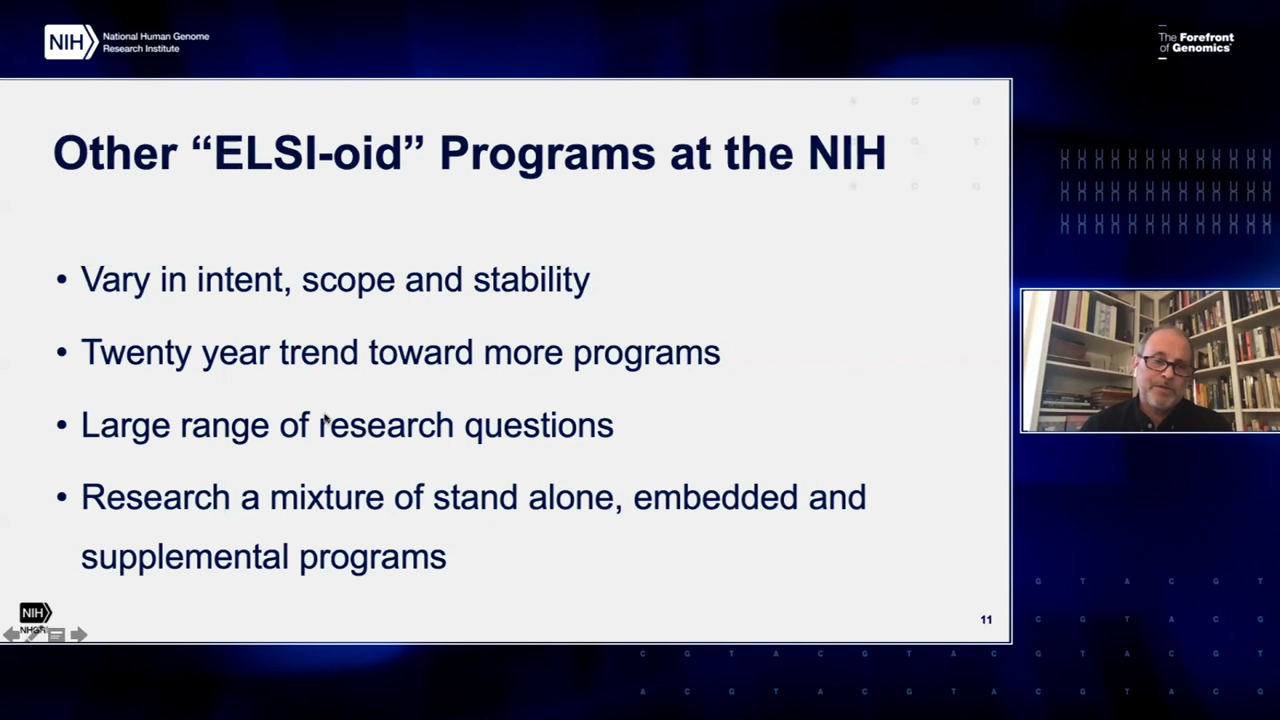 NIH
National Human Genome
Research Institute
The Forefront
of Genomics
Other “ELSI-oid” Programs at the NIH
• Vary in intent, scope and stability
• Twenty year trend toward more programs
• Large range of research questions
• Research a mixture of stand alone, embedded and
supplemental programs
NIH
11
G T A C G T
C G T A C G
C G T A C G T A C G T A C G T
A C G T A C G T A C G T A C G